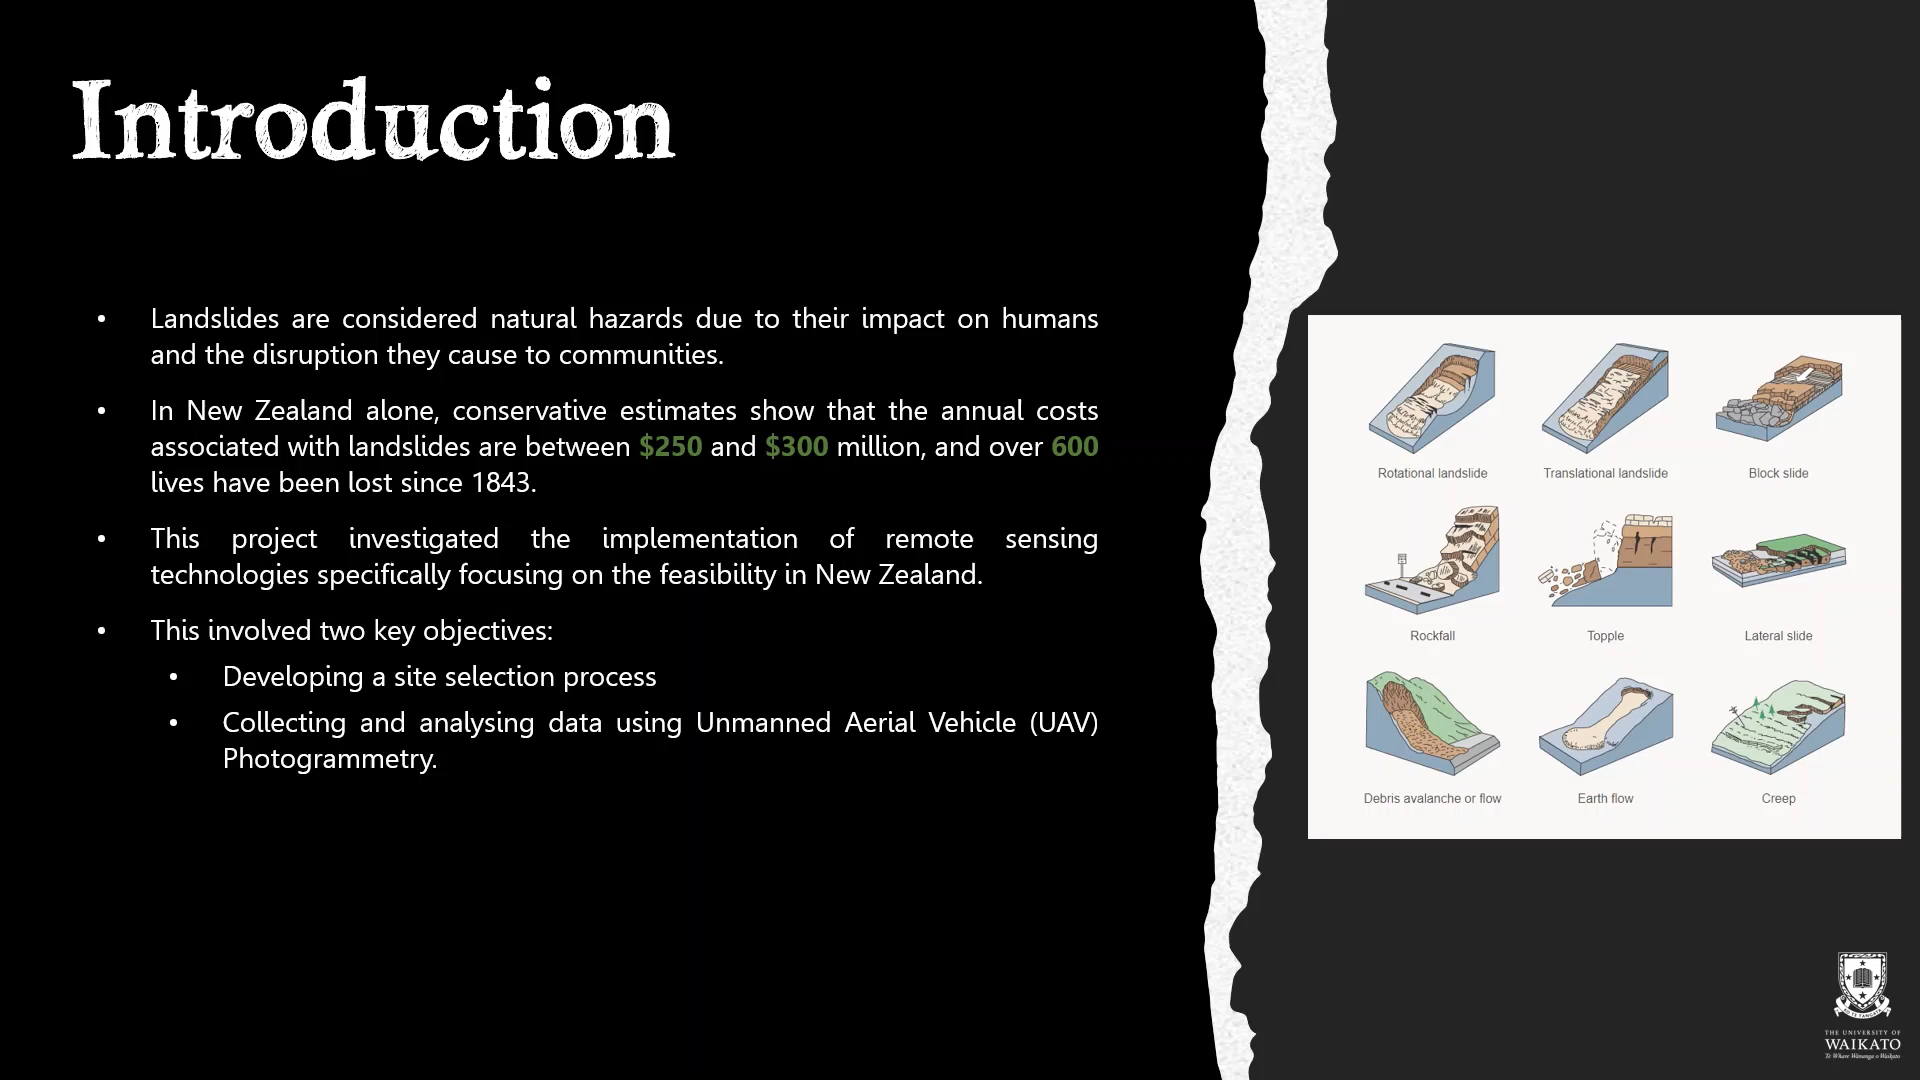 Introduction
• Landslides are considered natural hazards due to their impact on humans
and the disruption they cause to communities.
• In New Zealand alone, conservative estimates show that the annual costs
associated with landslides are between $250 and $300 million, and over 600
lives have been lost since 1843.
• This project investigated the implementation of remote sensing
technologies specifically focusing on the feasibility in New Zealand.
• This involved two key objectives:
• Developing a site selection process
• Collecting and analysing data using Unmanned Aerial Vehicle (UAV)
Photogrammetry.
Rotational landslide
Translational landslide
Block slide
Rockfall
Topple
Lateral slide
Debris avalanche or flow
Earth flow
Creep
THE UNIVERSITY OF
WAIKATO
Te Whare Wānanga o Waikato